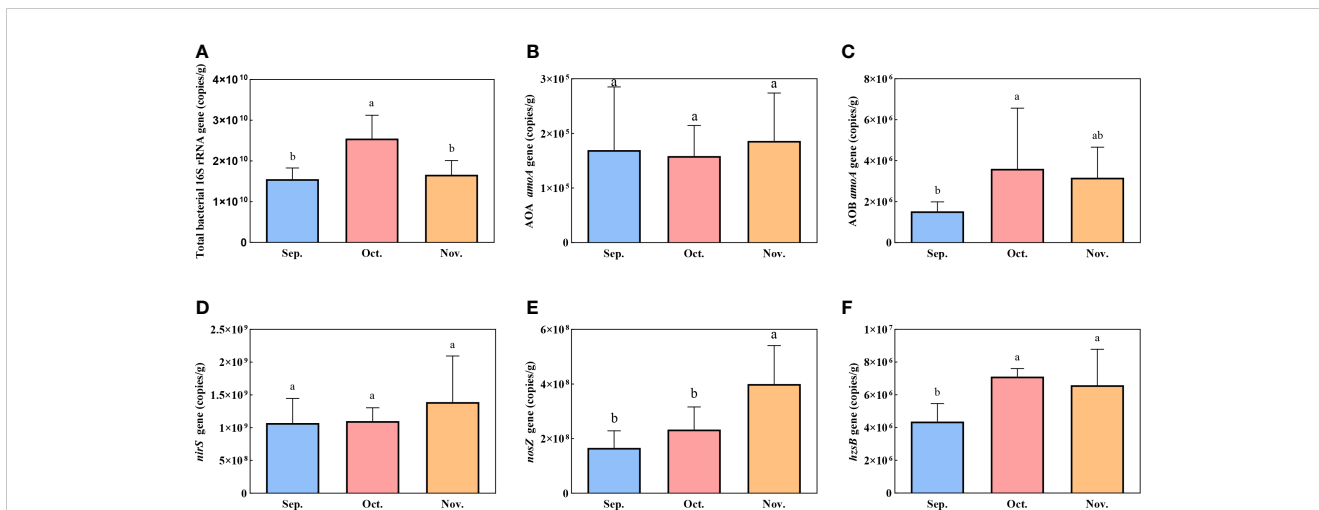 A
Total bacterial 16S rRNA gene (copies/g)
4×10¹⁰
3×10¹⁰
2×10¹⁰
1×10¹⁰
0
b
a
b
Sep.
Oct.
Nov.
B
AOA amoA gene (copies/g)
3×10⁵
2×10⁵
1×10⁵
0
a
a
a
Sep.
Oct.
Nov.
C
AOB amoA gene (copies/g)
8×10⁶
6×10⁶
4×10⁶
2×10⁶
0
b
a
ab
Sep.
Oct.
Nov.
D
nirS gene (copies/g)
2.5×10⁹
2×10⁹
1.5×10⁹
1×10⁹
5×10⁸
0
a
a
a
Sep.
Oct.
Nov.
E
nosZ gene (copies/g)
6×10⁸
4×10⁸
2×10⁸
0
b
b
a
Sep.
Oct.
Nov.
F
hzsB gene (copies/g)
1×10⁷
8×10⁶
6×10⁶
4×10⁶
2×10⁶
0
b
a
a
Sep.
Oct.
Nov.